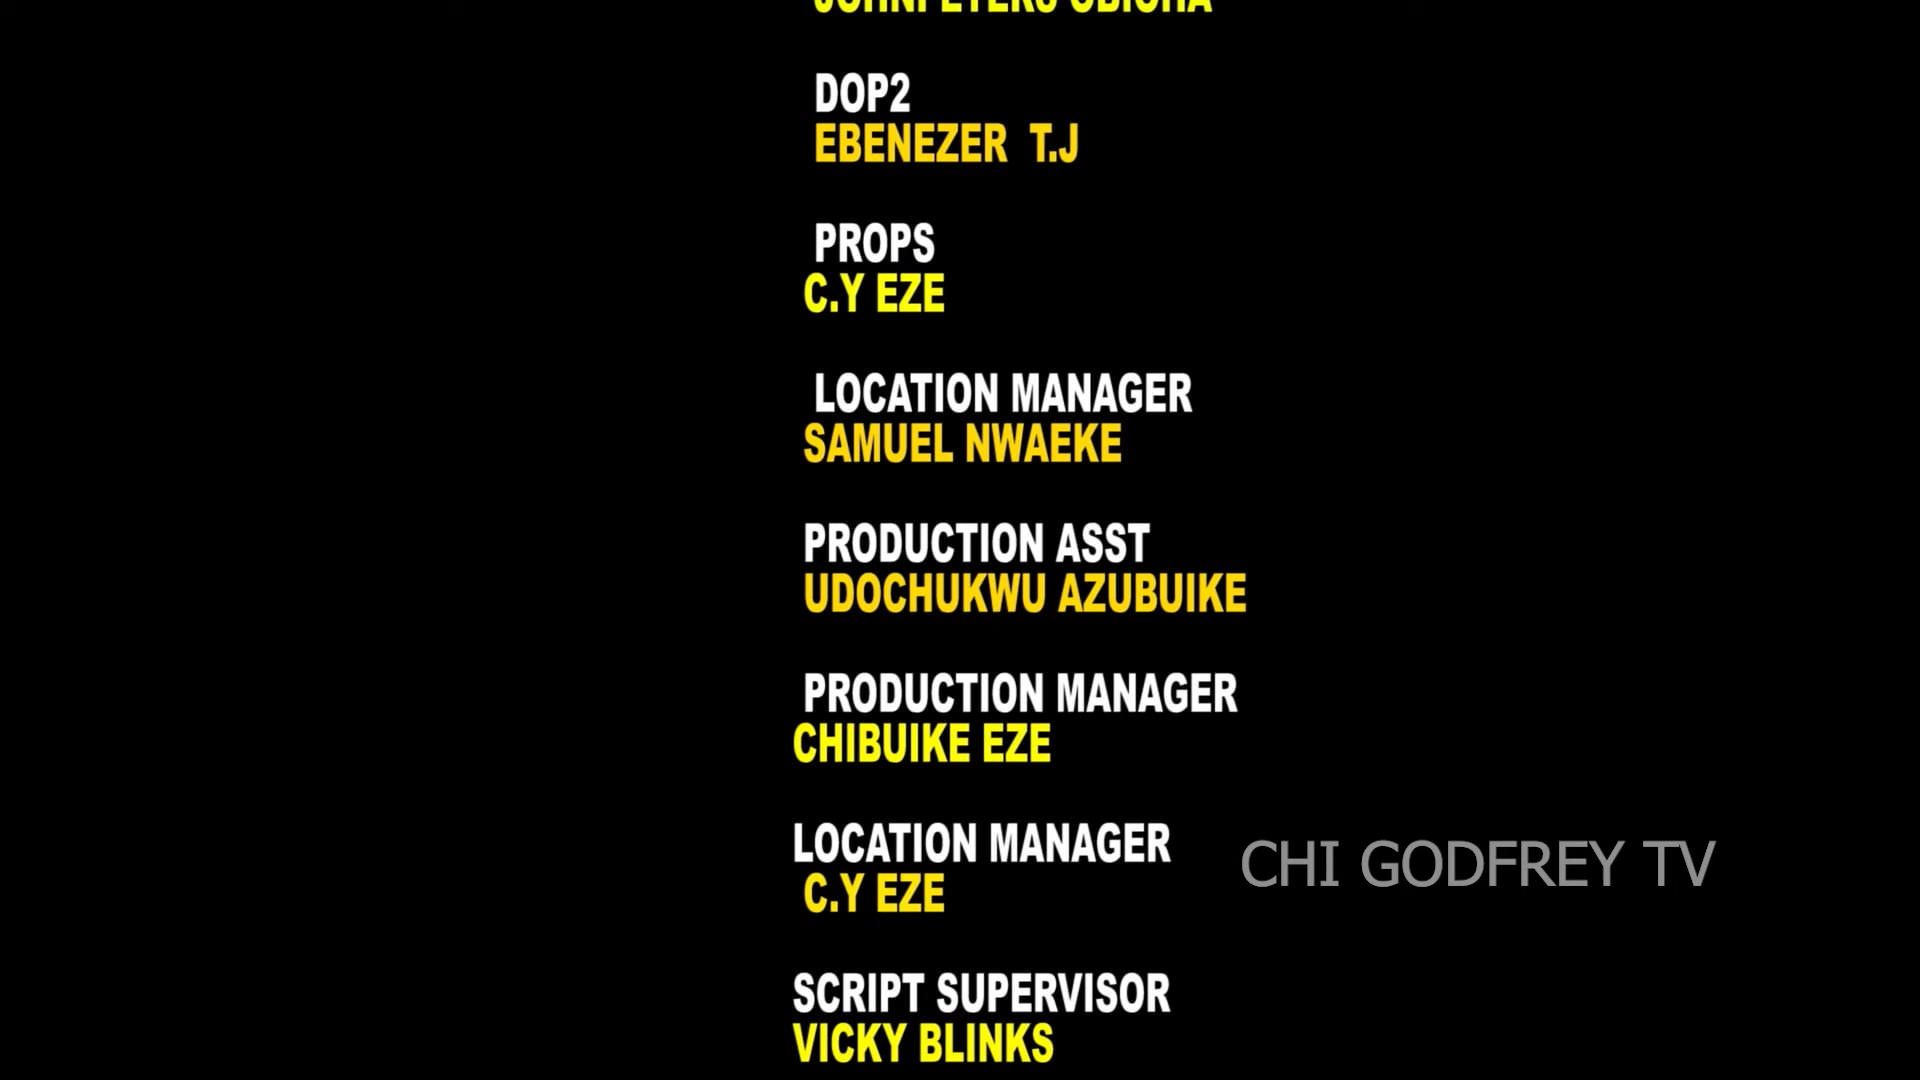 DOP2
EBENEZER T.J
PROPS
C.Y EZE
LOCATION MANAGER
SAMUEL NWAEKE
PRODUCTION ASST
UDOCHUKWU AZUBUIKE
PRODUCTION MANAGER
CHIBUIKE EZE
LOCATION MANAGER
C.Y EZE
CHI GODFREY TV
SCRIPT SUPERVISOR
VICKY BLINKS